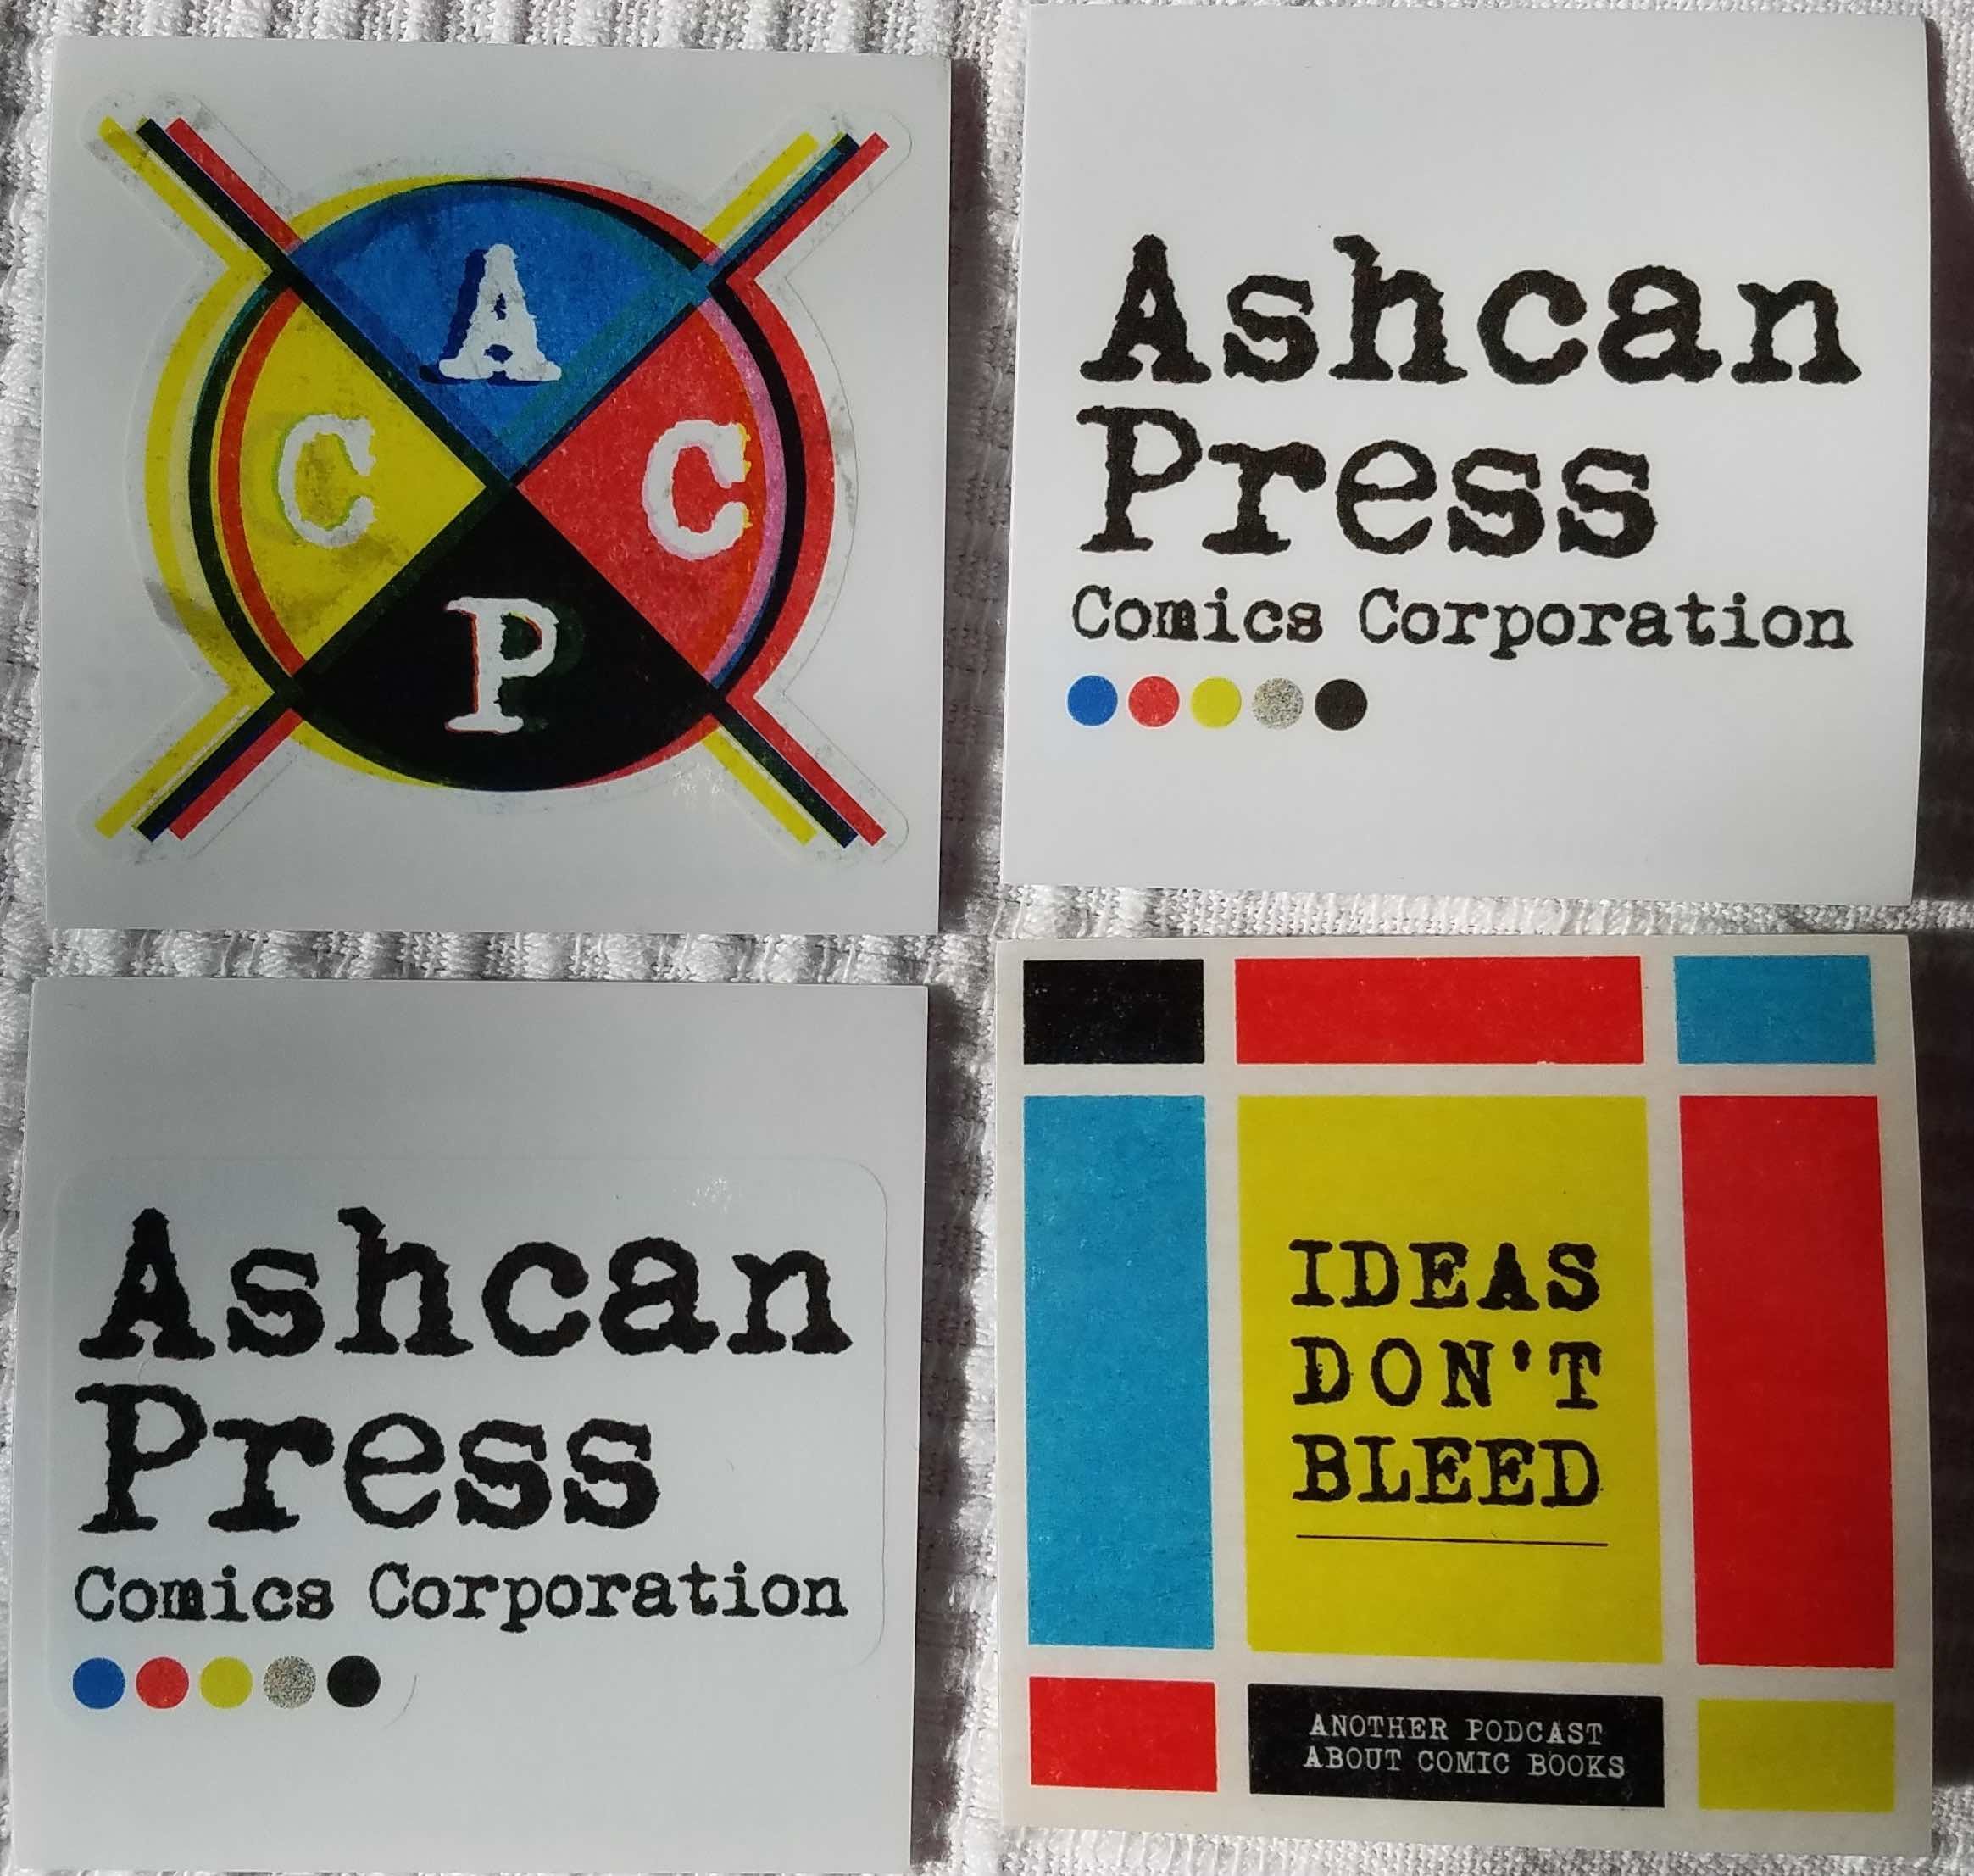 A
C C
P
Ashcan
Press
Comics Corporation
Ashcan
Press
Comics Corporation
IDEAS
DON'T
BLEED
ANOTHER PODCAST
ABOUT COMIC BOOKS